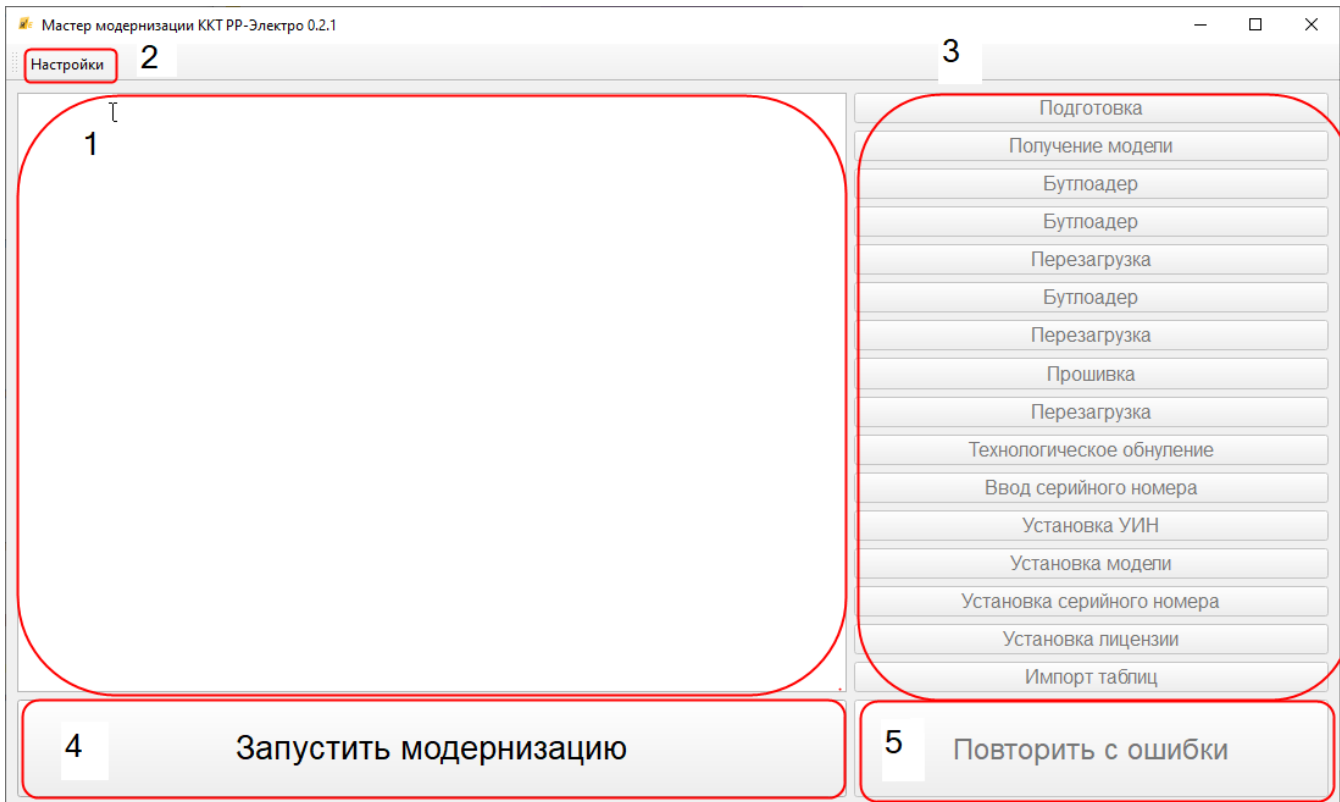 Мастер модернизации ККТ РР-Электро 0.2.1
Настройки
2
3
1
Подготовка
Получение модели
Бутлоадер
Бутлоадер
Перезагрузка
Бутлоадер
Перезагрузка
Прошивка
Перезагрузка
Технологическое обнуление
Ввод серийного номера
Установка УИН
Установка модели
Установка серийного номера
Установка лицензии
Импорт таблиц
4
Запустить модернизацию
5
Повторить с ошибки